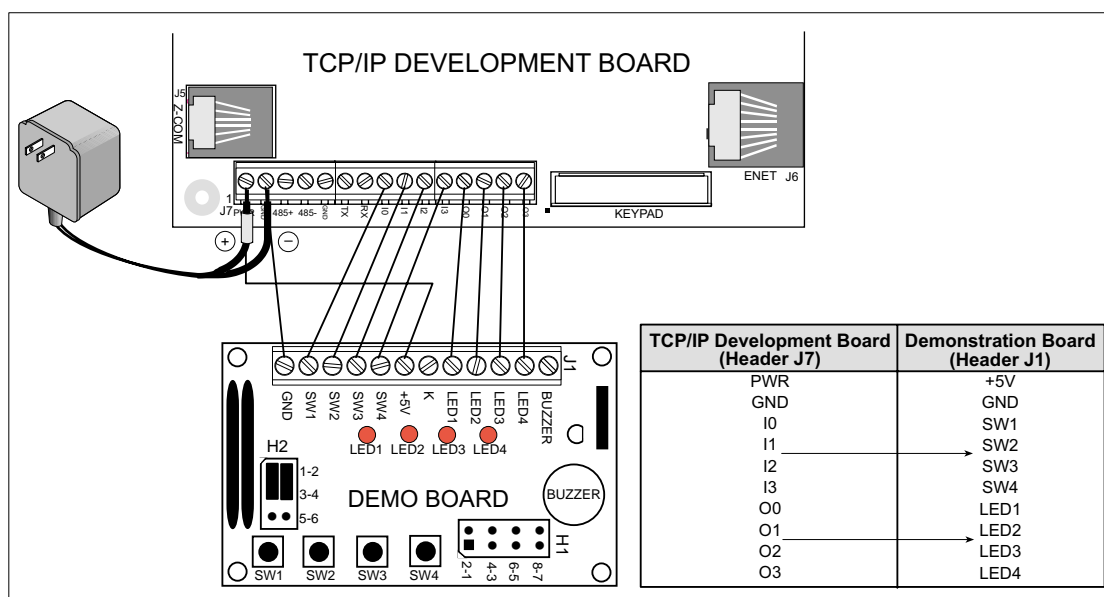 TCP/IP DEVELOPMENT BOARD
J5
Z-COM
ENET J6
1
J7 PWR GND 485+ 485- GND TX RX I0 I1 I2 I3 O0 O1 O2 O3
KEYPAD
+ −
J1
GND SW1 SW2 SW3 SW4 +5V K LED1 LED2 LED3 LED4 BUZZER
LED1 LED2 LED3 LED4
H2
1-2
3-4
5-6
DEMO BOARD
BUZZER
H1
2-1 4-3 6-5 8-7
SW1 SW2 SW3 SW4
TCP/IP Development Board (Header J7) Demonstration Board (Header J1)
PWR +5V
GND GND
I0 SW1
I1 SW2
I2 SW3
I3 SW4
O0 LED1
O1 LED2
O2 LED3
O3 LED4